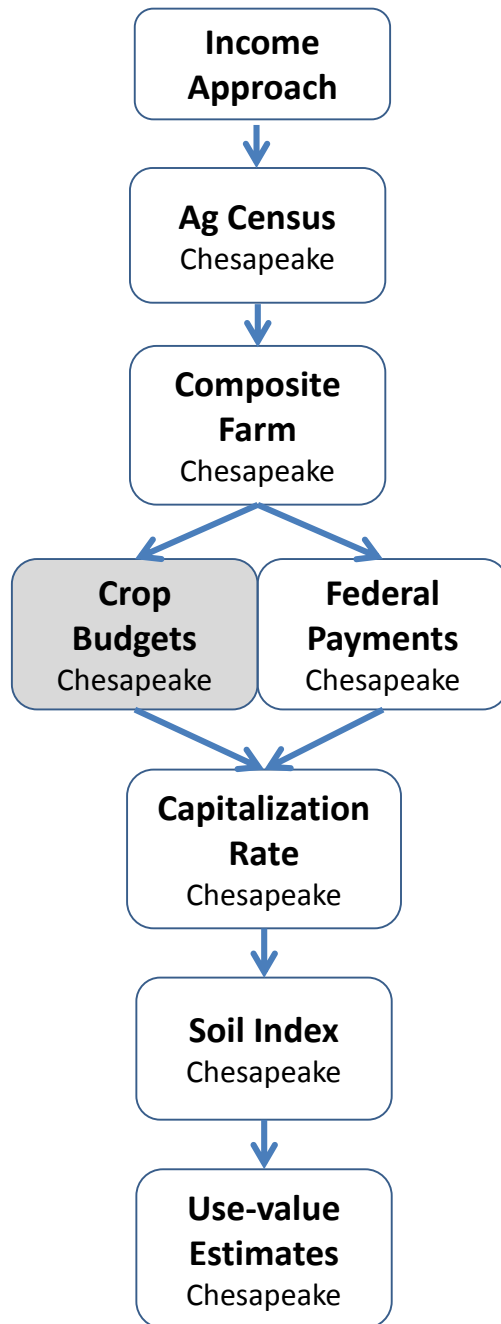 Income
Approach
Ag Census
Chesapeake
Composite
Farm
Chesapeake
Crop
Budgets
Chesapeake
Federal
Payments
Chesapeake
Capitalization
Rate
Chesapeake
Soil Index
Chesapeake
Use-value
Estimates
Chesapeake